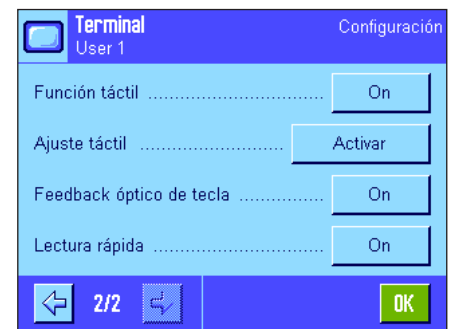 Terminal Configuración
User 1
Función táctil ................................ On
Ajuste táctil .......................... Activar
Feedback óptico de tecla ............... On
Lectura rápida ............................... On
2/2 OK